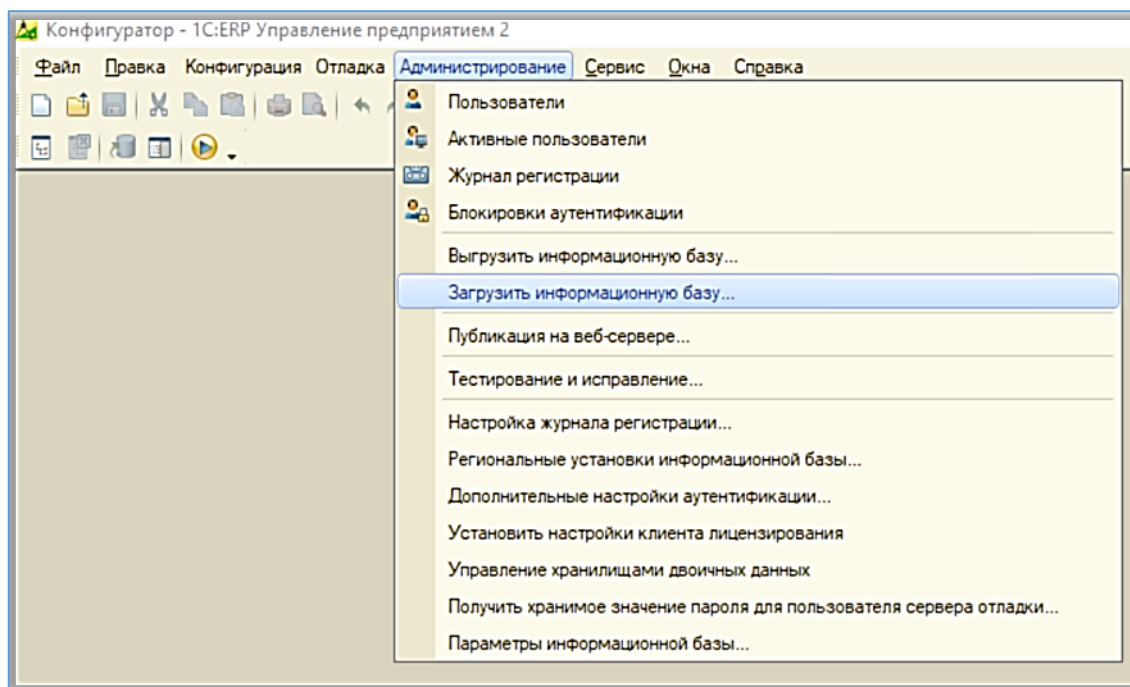 Конфигуратор - 1С:ERP Управление предприятием 2
Файл Правка Конфигурация Отладка Администрирование Сервис Окна Справка
Пользователи
Активные пользователи
Журнал регистрации
Блокировки аутентификации
Выгрузить информационную базу...
Загрузить информационную базу...
Публикация на веб-сервере...
Тестирование и исправление...
Настройка журнала регистрации...
Региональные установки информационной базы...
Дополнительные настройки аутентификации...
Установить настройки клиента лицензирования
Управление хранилищами двоичных данных
Получить хранимое значение пароля для пользователя сервера отладки...
Параметры информационной базы...